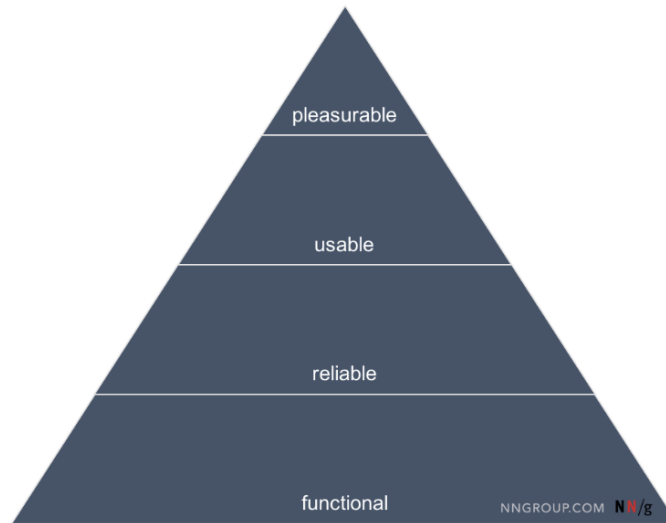 pleasurable
usable
reliable
functional
NNGROUP.COM NN/g